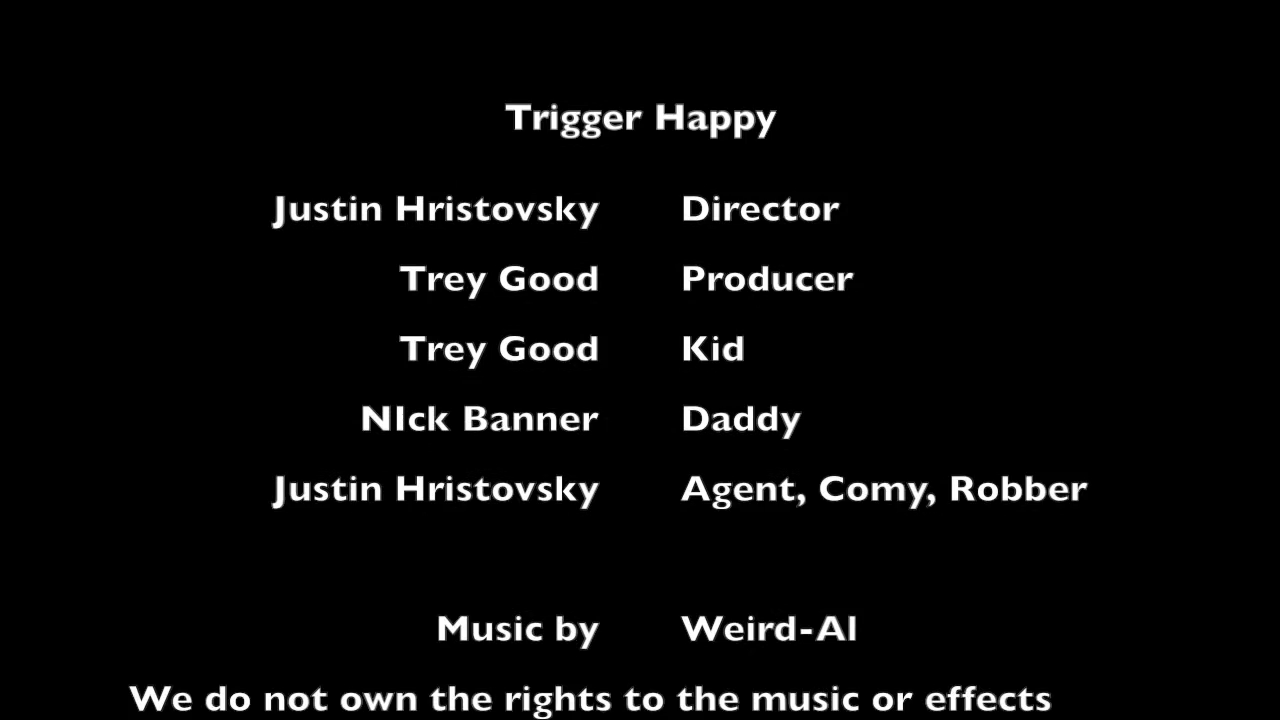 Trigger Happy
Justin Hristovsky Director
Trey Good Producer
Trey Good Kid
NIck Banner Daddy
Justin Hristovsky Agent, Comy, Robber
Music by Weird-Al
We do not own the rights to the music or effects